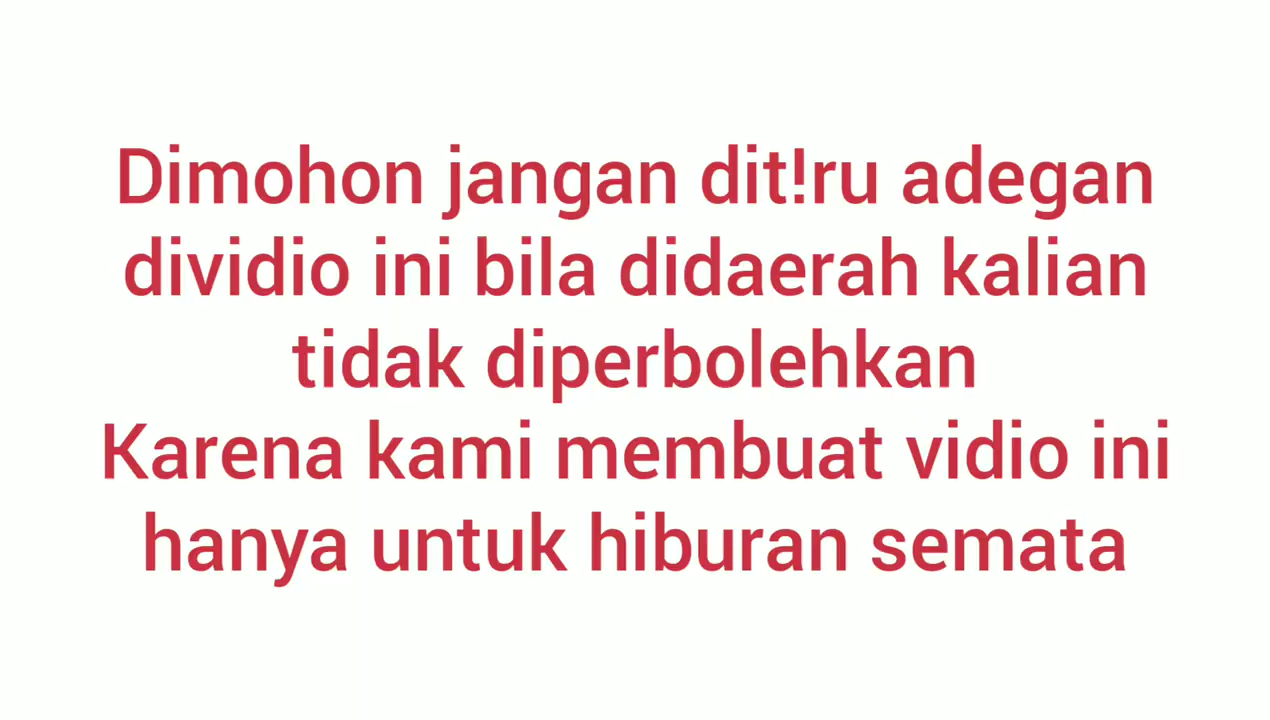 Dimohon jangan dit!ru adegan
dividio ini bila didaerah kalian
tidak diperbolehkan
Karena kami membuat vidio ini
hanya untuk hiburan semata